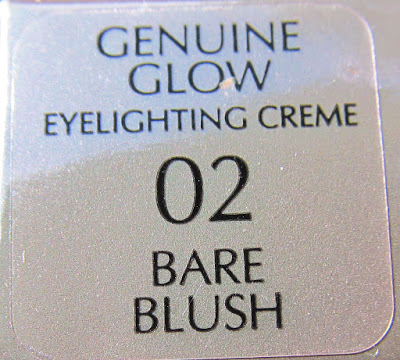 GENUINE
GLOW
EYELIGHTING CREME
02
BARE
BLUSH